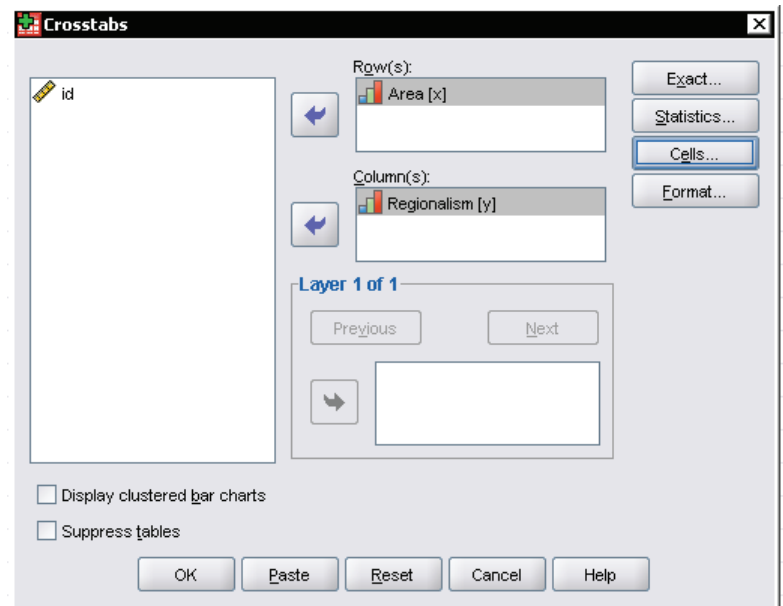 Crosstabs
id
Row(s):
Area [x]
Column(s):
Regionalism [y]
Layer 1 of 1
Previous
Next
Exact...
Statistics...
Cells...
Format...
Display clustered bar charts
Suppress tables
OK Paste Reset Cancel Help